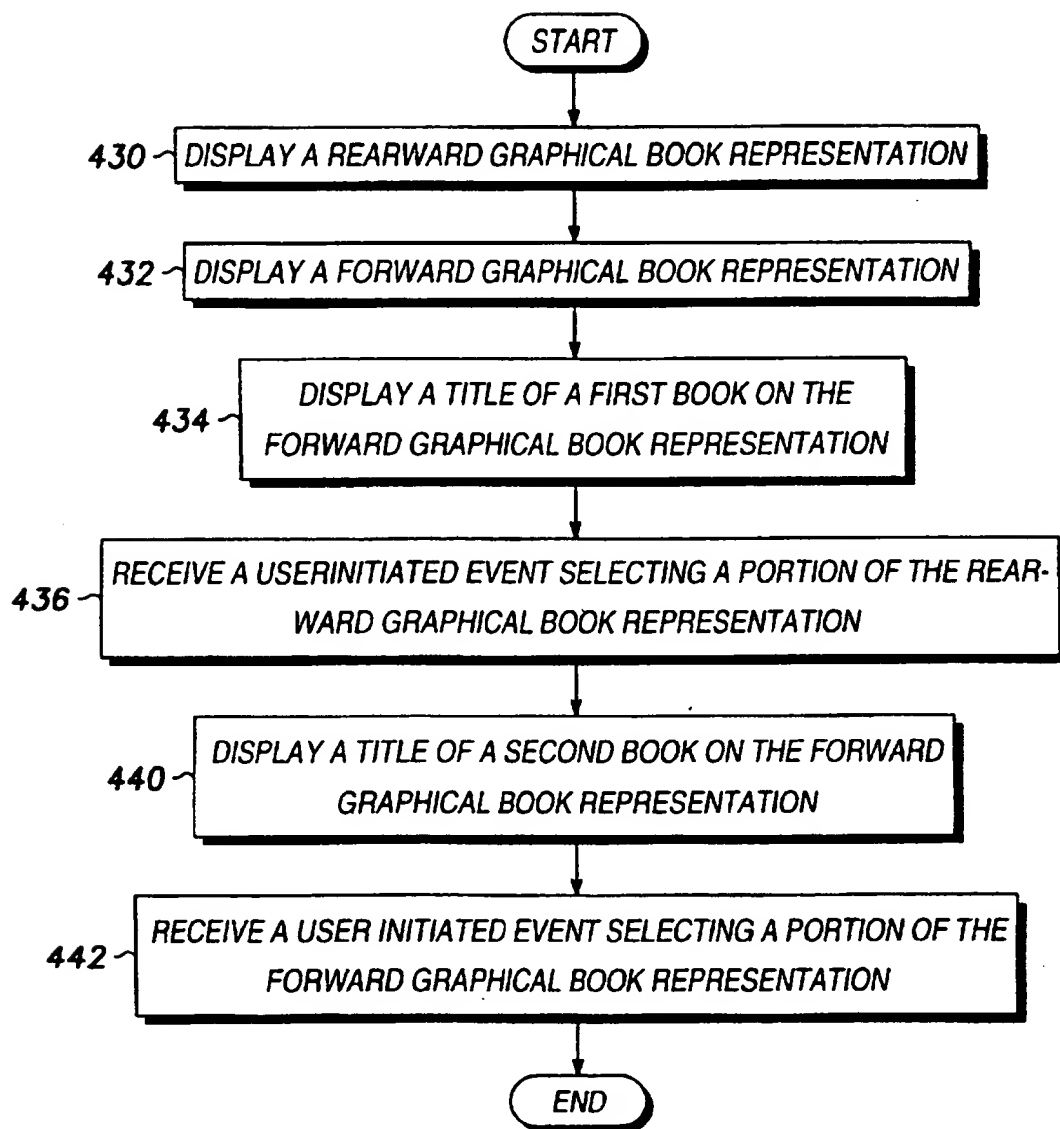 START
430 DISPLAY A REARWARD GRAPHICAL BOOK REPRESENTATION
432 DISPLAY A FORWARD GRAPHICAL BOOK REPRESENTATION
434 DISPLAY A TITLE OF A FIRST BOOK ON THE
FORWARD GRAPHICAL BOOK REPRESENTATION
436 RECEIVE A USERINITIATED EVENT SELECTING A PORTION OF THE REAR-
WARD GRAPHICAL BOOK REPRESENTATION
440 DISPLAY A TITLE OF A SECOND BOOK ON THE FORWARD
GRAPHICAL BOOK REPRESENTATION
442 RECEIVE A USER INITIATED EVENT SELECTING A PORTION OF THE
FORWARD GRAPHICAL BOOK REPRESENTATION
END